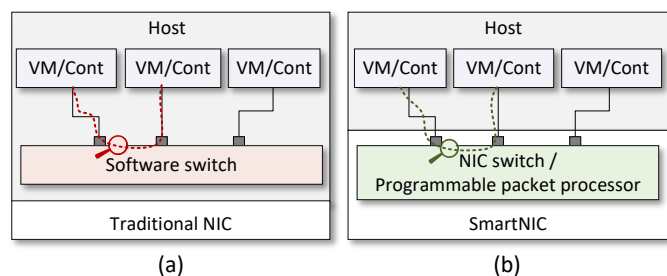 Host
VM/Cont VM/Cont VM/Cont
Software switch
Traditional NIC
(a)
Host
VM/Cont VM/Cont VM/Cont
NIC switch /
Programmable packet processor
SmartNIC
(b)